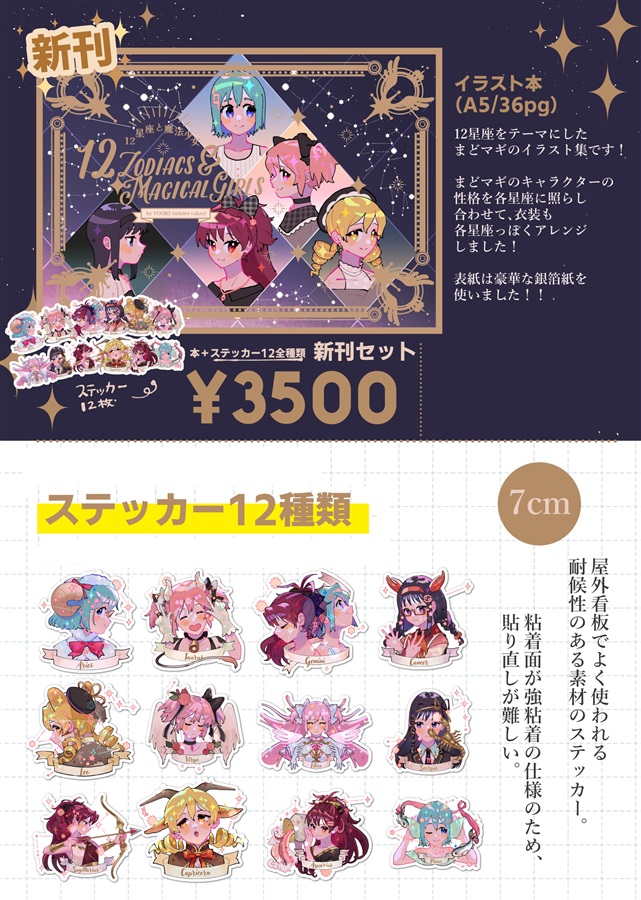 新刊
イラスト本
(A5/36pg)
12星座と魔法少女
12 ZODIACS &
MAGICAL GIRLS
12星座をテーマにした
まどマギのイラスト集です！
まどマギのキャラクターの
性格を各星座に照らし
合わせて、衣装も
各星座っぽくアレンジ
しました！
表紙は豪華な銀箔紙を
使いました！！
本＋ステッカー12全種類 新刊セット
¥3500
ステッカー
12枚
ステッカー12種類
7cm
屋外看板でよく使われる
耐候性のある素材のステッカー。
粘着面が強粘着の仕様のため、
貼り直しが難しい。
Aries
Taurus
Gemini
Cancer
Leo
Virgo
Libra
Scorpio
Sagittarius
Capricorn
Aquarius
Pisces